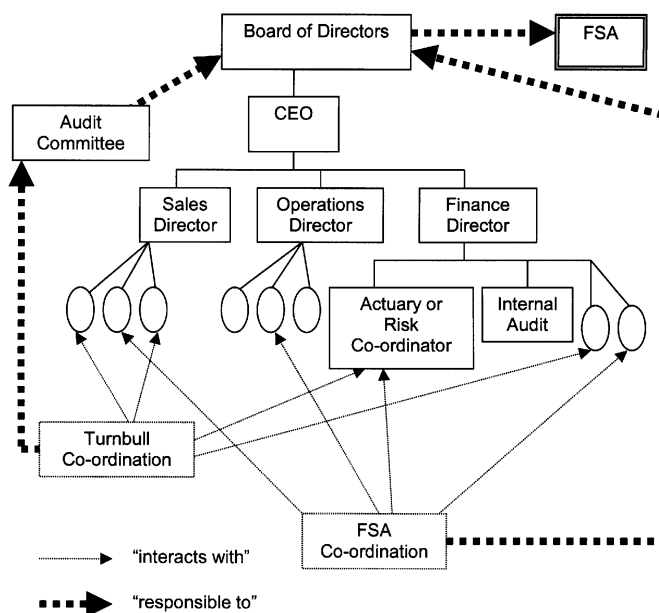 Board of Directors
FSA
CEO
Audit
Committee
Sales
Director
Operations
Director
Finance
Director
Actuary or
Risk
Co-ordinator
Internal
Audit
Turnbull
Co-ordination
FSA
Co-ordination
"interacts with"
"responsible to"